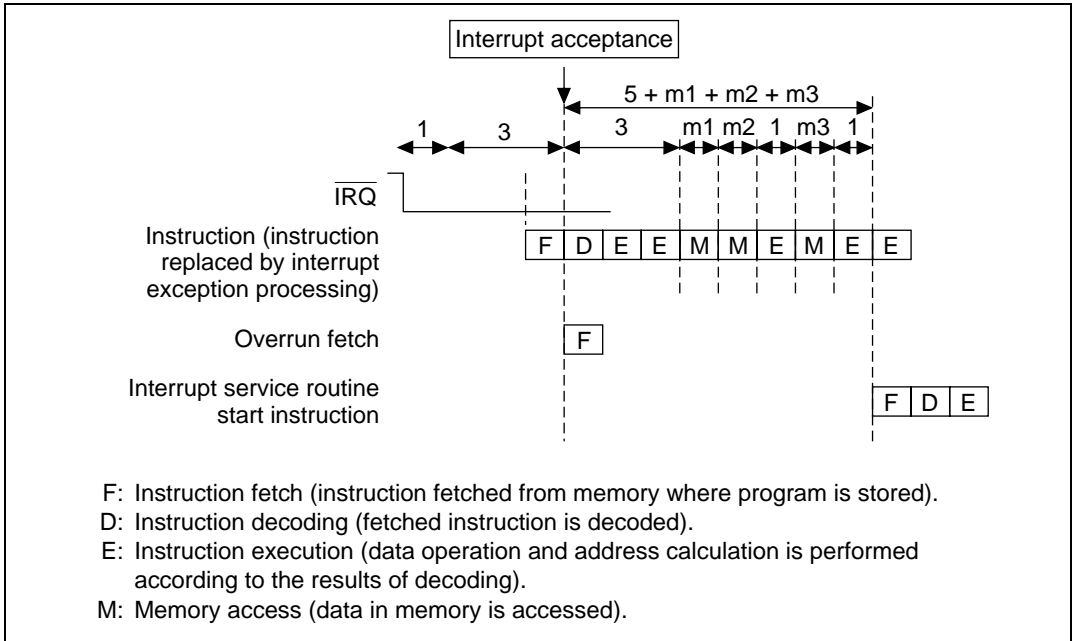 Interrupt acceptance
5 + m1 + m2 + m3
1 3 3 m1 m2 1 m3 1
IRQ
Instruction (instruction
replaced by interrupt
exception processing)
F D E E M M E M E E
Overrun fetch
F
Interrupt service routine
start instruction
F D E
F: Instruction fetch (instruction fetched from memory where program is stored).
D: Instruction decoding (fetched instruction is decoded).
E: Instruction execution (data operation and address calculation is performed
according to the results of decoding).
M: Memory access (data in memory is accessed).